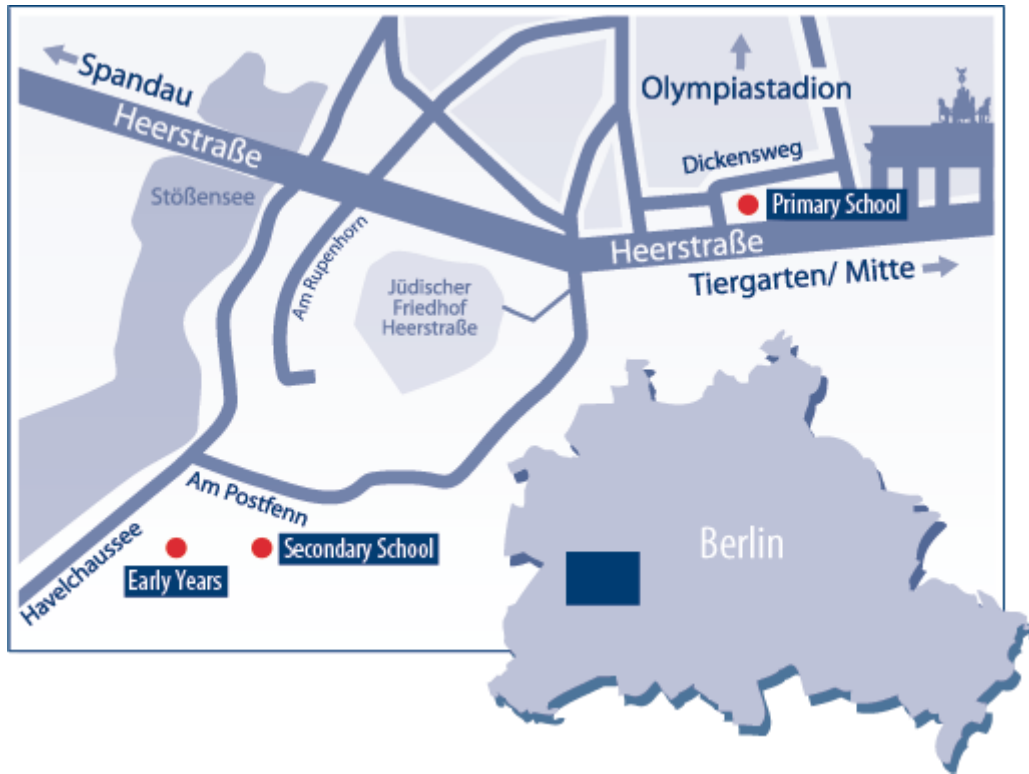 Spandau
Heerstraße
Olympiastadion
Dickensweg
Stößensee
Primary School
Am Rupenhorn
Heerstraße
Tiergarten/ Mitte
Jüdischer
Friedhof
Heerstraße
Am Postfenn
Havelchaussee
Secondary School
Early Years
Berlin